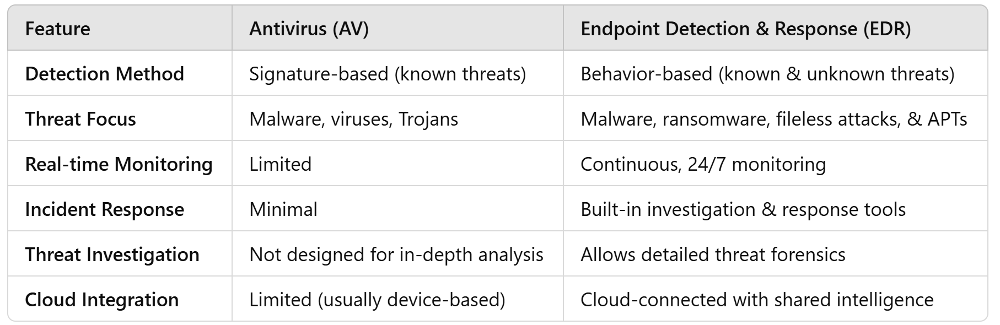 Feature Antivirus (AV) Endpoint Detection & Response (EDR)
Detection Method Signature-based (known threats) Behavior-based (known & unknown threats)
Threat Focus Malware, viruses, Trojans Malware, ransomware, fileless attacks, & APTs
Real-time Monitoring Limited Continuous, 24/7 monitoring
Incident Response Minimal Built-in investigation & response tools
Threat Investigation Not designed for in-depth analysis Allows detailed threat forensics
Cloud Integration Limited (usually device-based) Cloud-connected with shared intelligence